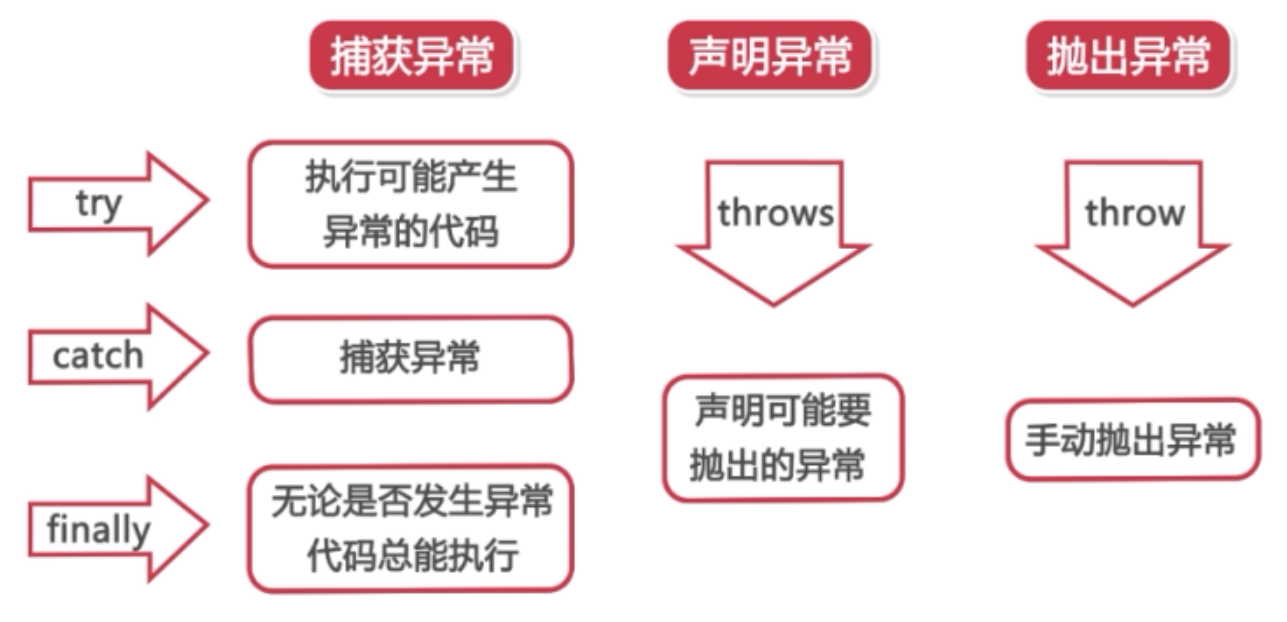 捕获异常
声明异常
抛出异常
try
执行可能产生
异常的代码
throws
throw
catch
捕获异常
声明可能要
抛出的异常
手动抛出异常
finally
无论是否发生异常
代码总能执行